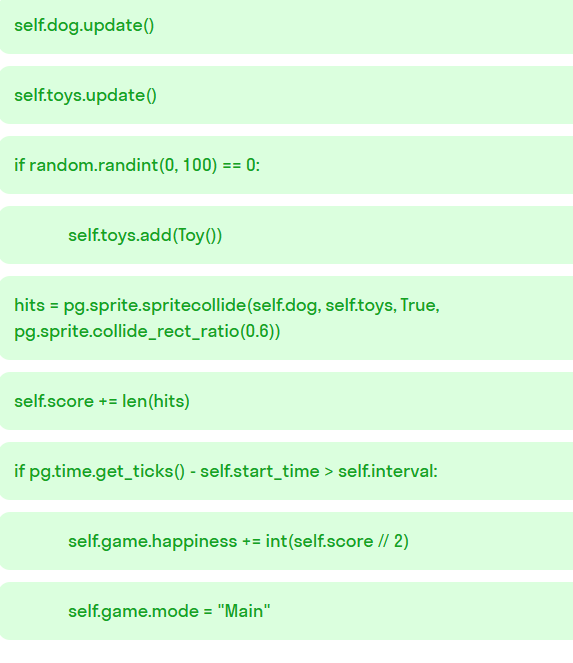 self.dog.update()
self.toys.update()
if random.randint(0, 100) == 0:
self.toys.add(Toy())
hits = pg.sprite.spritecollide(self.dog, self.toys, True,
pg.sprite.collide_rect_ratio(0.6))
self.score += len(hits)
if pg.time.get_ticks() - self.start_time > self.interval:
self.game.happiness += int(self.score // 2)
self.game.mode = "Main"